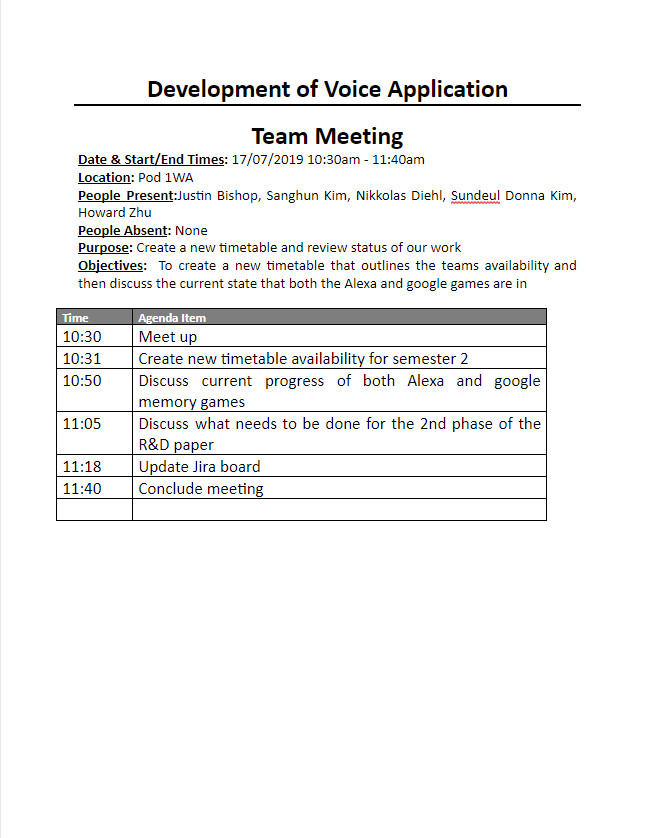 Development of Voice Application
Team Meeting
Date & Start/End Times: 17/07/2019 10:30am - 11:40am
Location: Pod 1WA
People Present:Justin Bishop, Sanghun Kim, Nikkolas Diehl, Sundeul Donna Kim,
Howard Zhu
People Absent: None
Purpose: Create a new timetable and review status of our work
Objectives: To create a new timetable that outlines the teams availability and
then discuss the current state that both the Alexa and google games are in
Time Agenda Item
10:30 Meet up
10:31 Create new timetable availability for semester 2
10:50 Discuss current progress of both Alexa and google
memory games
11:05 Discuss what needs to be done for the 2nd phase of the
R&D paper
11:18 Update Jira board
11:40 Conclude meeting